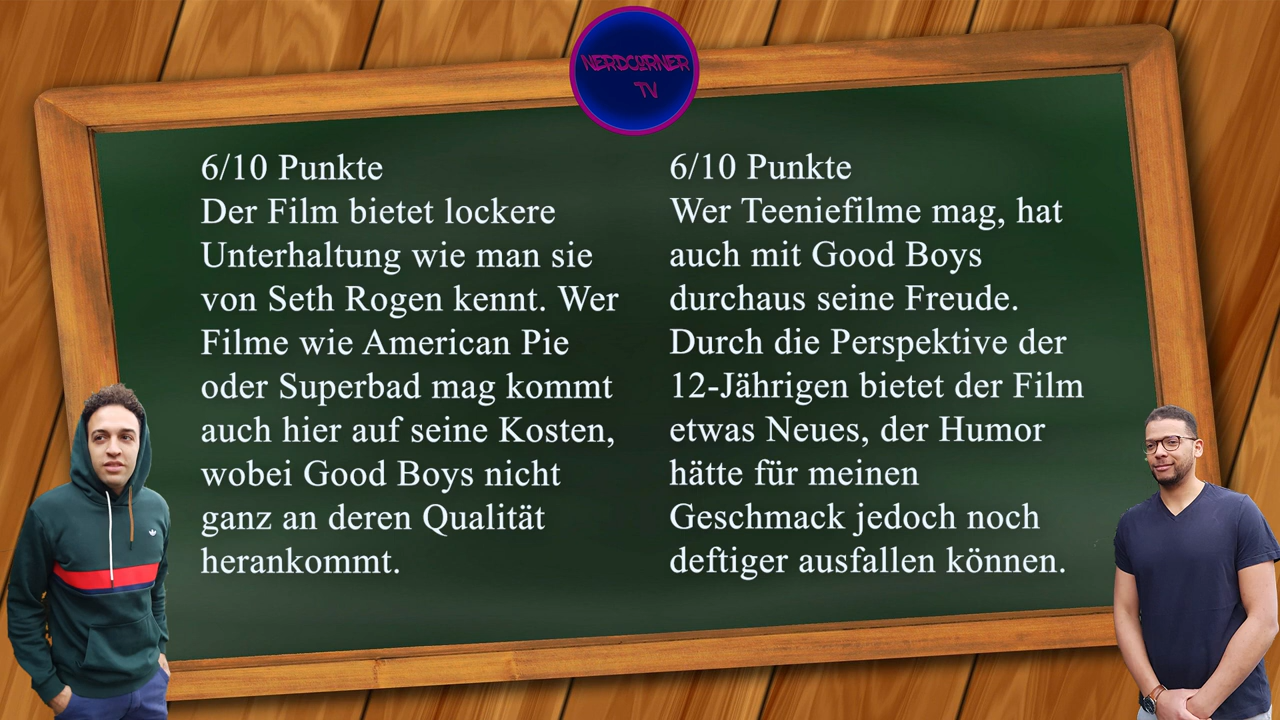 NERDCORNER
TV
6/10 Punkte
Der Film bietet lockere
Unterhaltung wie man sie
von Seth Rogen kennt. Wer
Filme wie American Pie
oder Superbad mag kommt
auch hier auf seine Kosten,
wobei Good Boys nicht
ganz an deren Qualität
herankommt.
6/10 Punkte
Wer Teeniefilme mag, hat
auch mit Good Boys
durchaus seine Freude.
Durch die Perspektive der
12-Jährigen bietet der Film
etwas Neues, der Humor
hätte für meinen
Geschmack jedoch noch
deftiger ausfallen können.